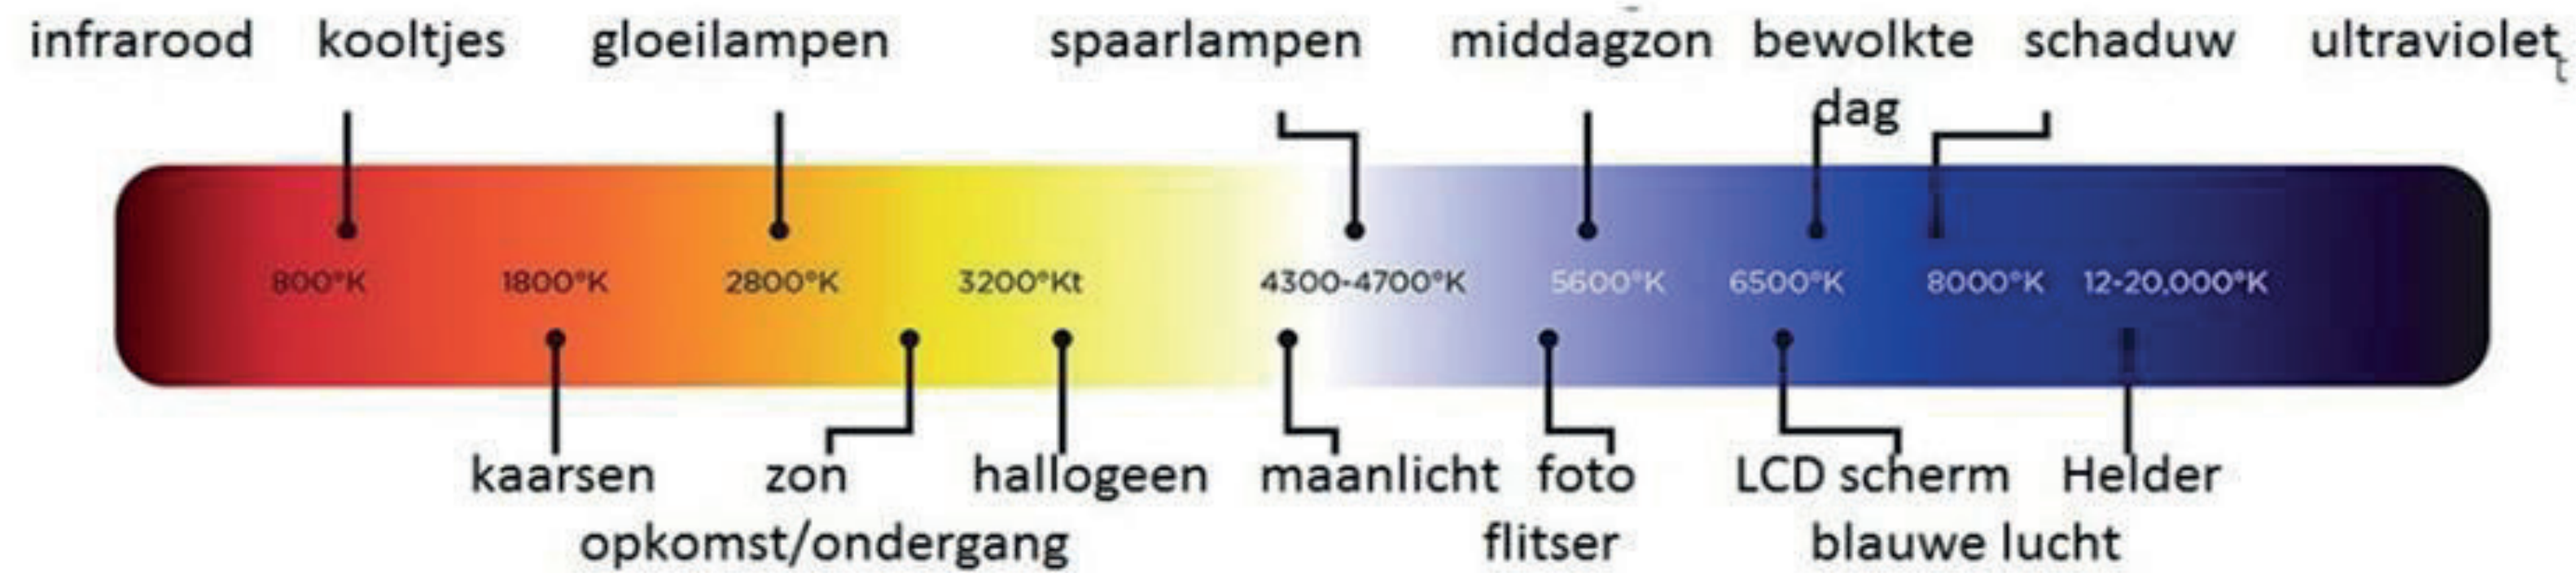 infrarood kooltjes gloeilampen spaarlampen middagzon bewolkte schaduw ultraviolet
t
dag
800°K 1800°K 2800°K 3200°Kt 4300-4700°K 5600°K 6500°K 8000°K 12-20,000°K
kaarsen zon hallogeen maanlicht foto LCD scherm Helder
opkomst/ondergang flitser blauwe lucht